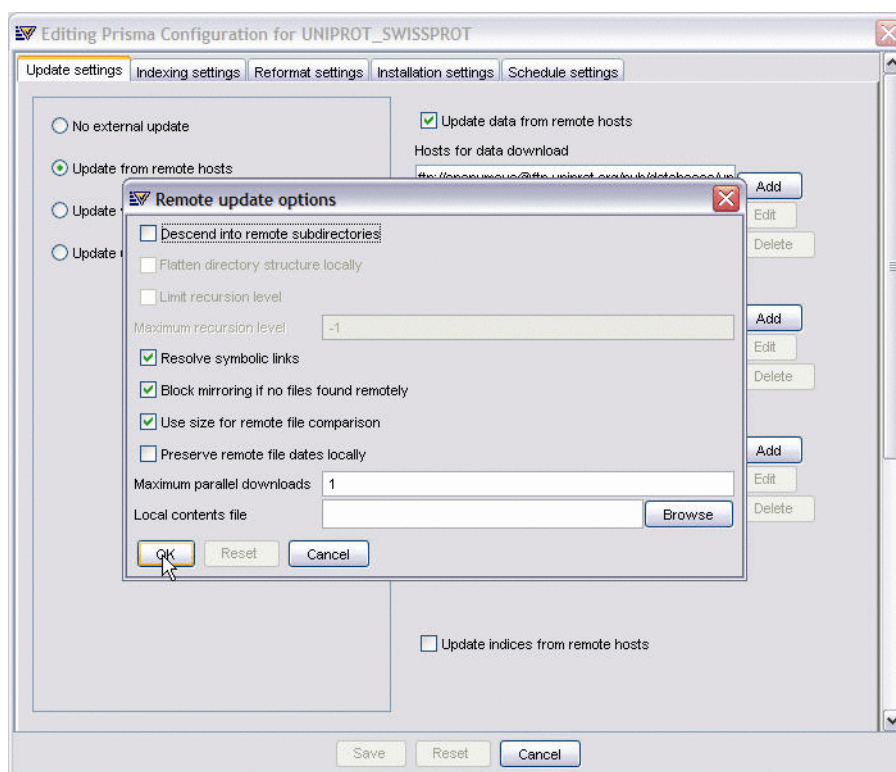 Editing Prisma Configuration for UNIPROT_SWISSPROT
Update settings
Indexing settings
Reformat settings
Installation settings
Schedule settings
No external update
Update from remote hosts
Update
Update
Update data from remote hosts
Hosts for data download
Add
Edit
Delete
Add
Edit
Delete
Add
Edit
Delete
Update indices from remote hosts
Remote update options
Descend into remote subdirectories
Flatten directory structure locally
Limit recursion level
Maximum recursion level -1
Resolve symbolic links
Block mirroring if no files found remotely
Use size for remote file comparison
Preserve remote file dates locally
Maximum parallel downloads 1
Local contents file
Browse
OK
Reset
Cancel
Save
Reset
Cancel